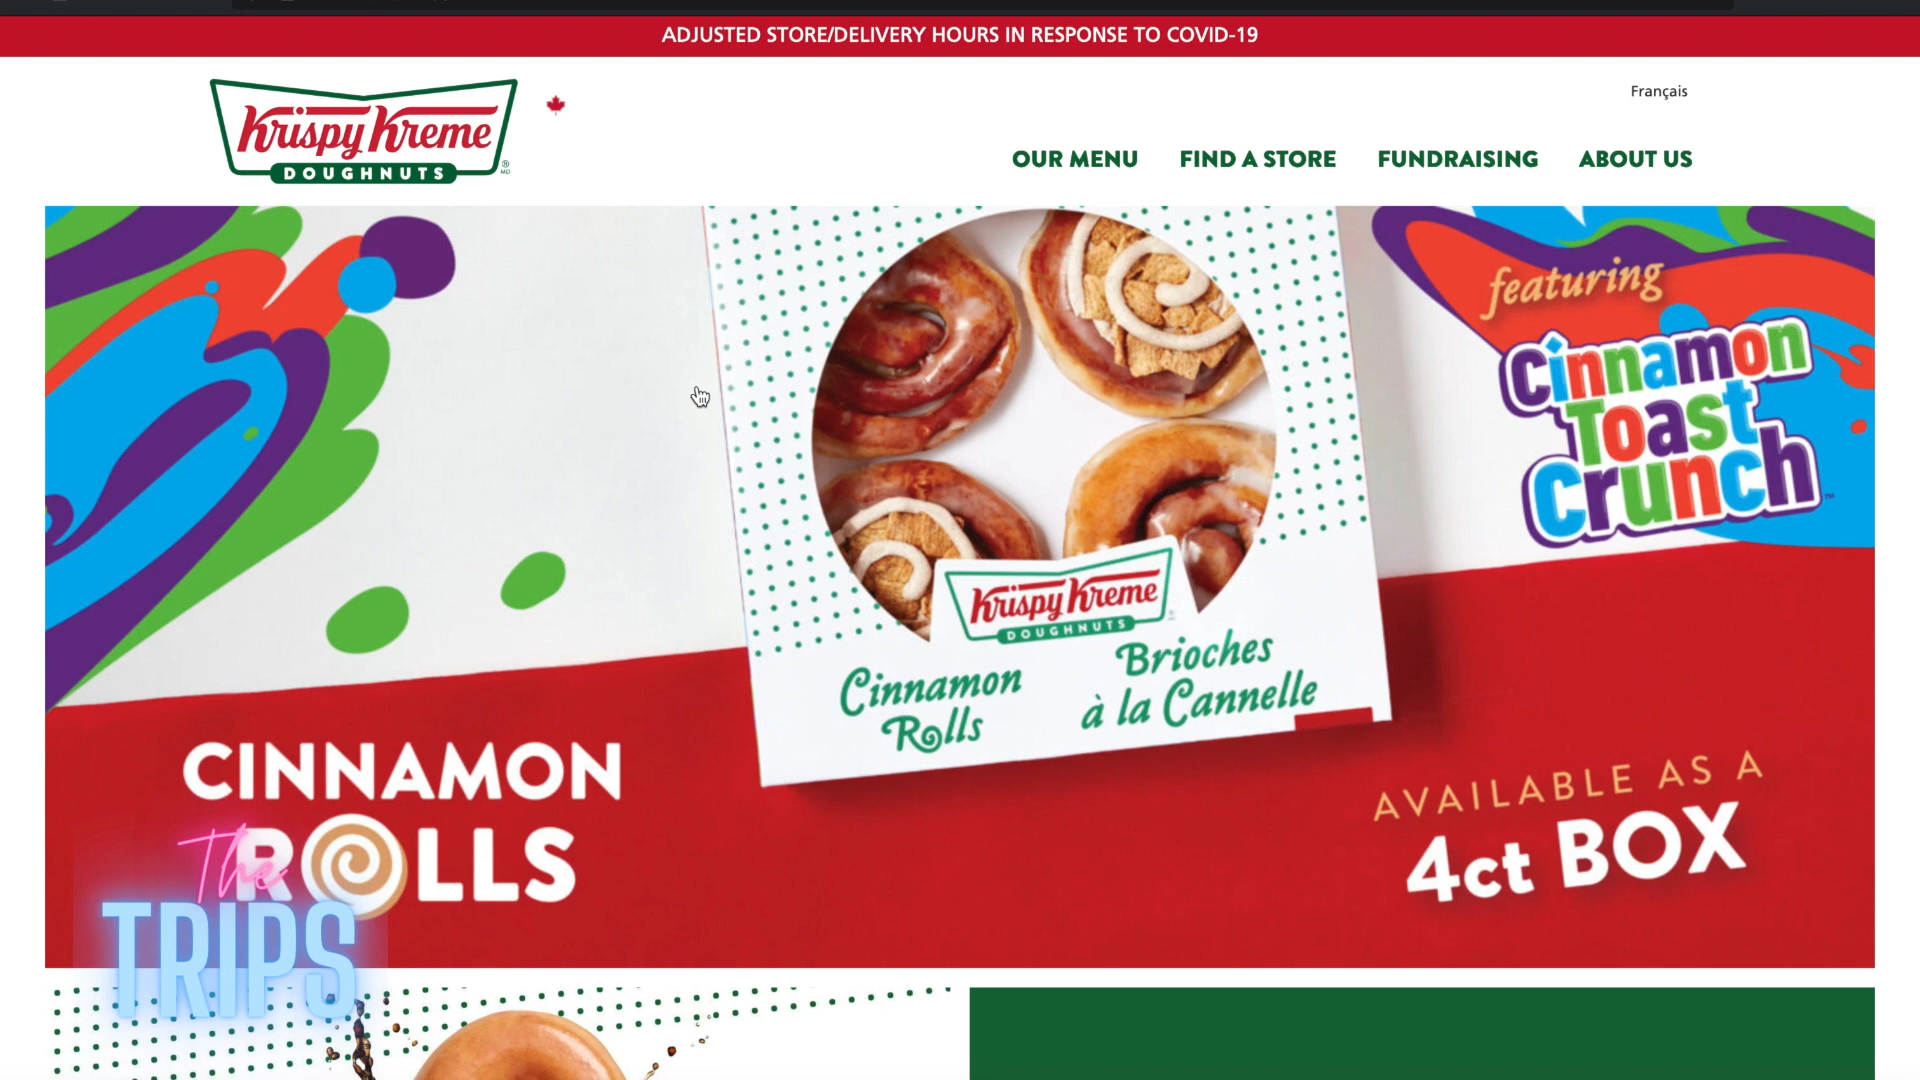 ADJUSTED STORE/DELIVERY HOURS IN RESPONSE TO COVID-19
Français
Krispy Kreme
DOUGHNUTS
® MD
OUR MENU FIND A STORE FUNDRAISING ABOUT US
featuring
Cinnamon
Toast
Crunch™
Krispy Kreme
DOUGHNUTS
Cinnamon
Rolls
Brioches
à la Cannelle
CINNAMON
ROLLS
AVAILABLE AS A
4ct BOX
The
TRIPS